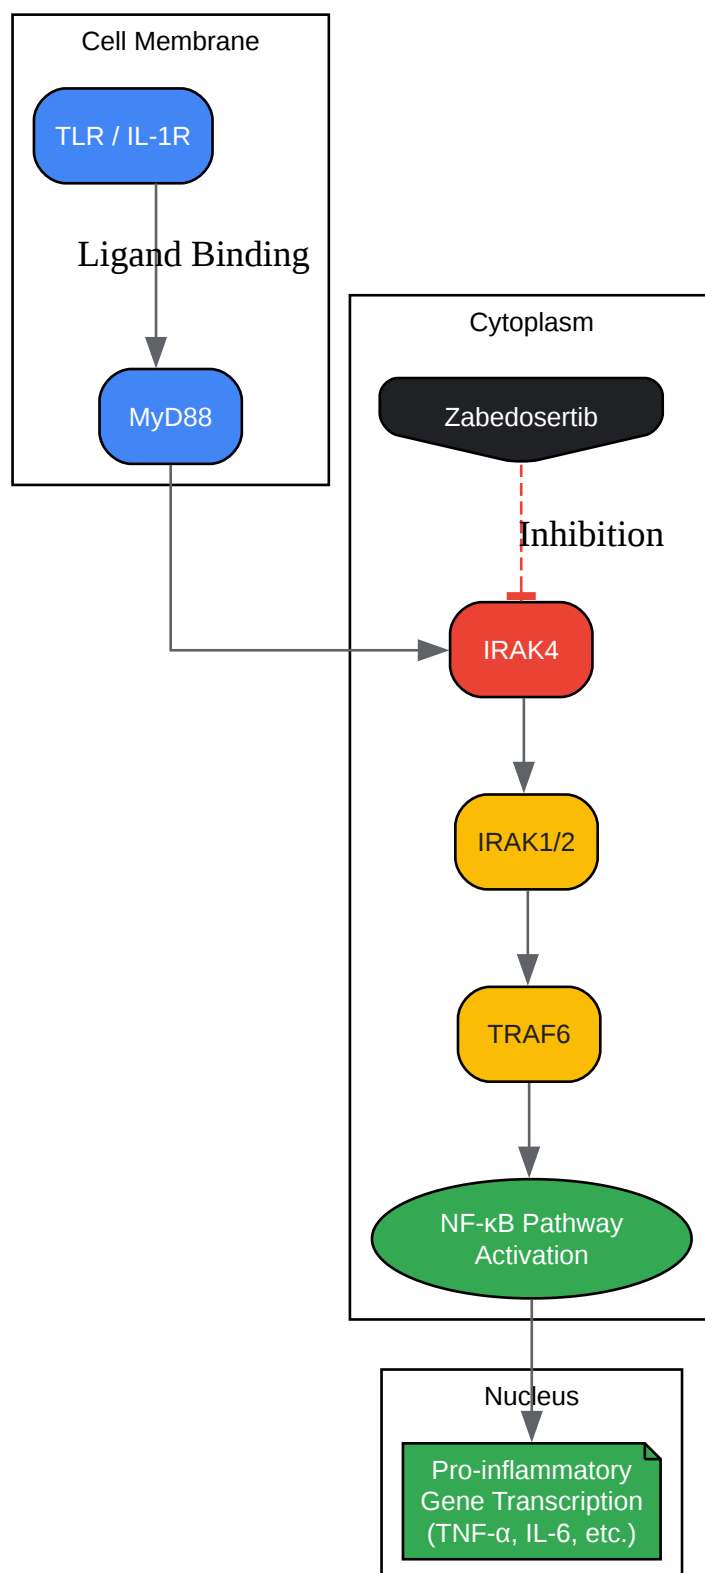 Cell Membrane
TLR / IL-1R
Ligand Binding
MyD88
Cytoplasm
Zabedosertib
Inhibition
IRAK4
IRAK1/2
TRAF6
NF-κB Pathway
Activation
Nucleus
Pro-inflammatory
Gene Transcription
(TNF-α, IL-6, etc.)